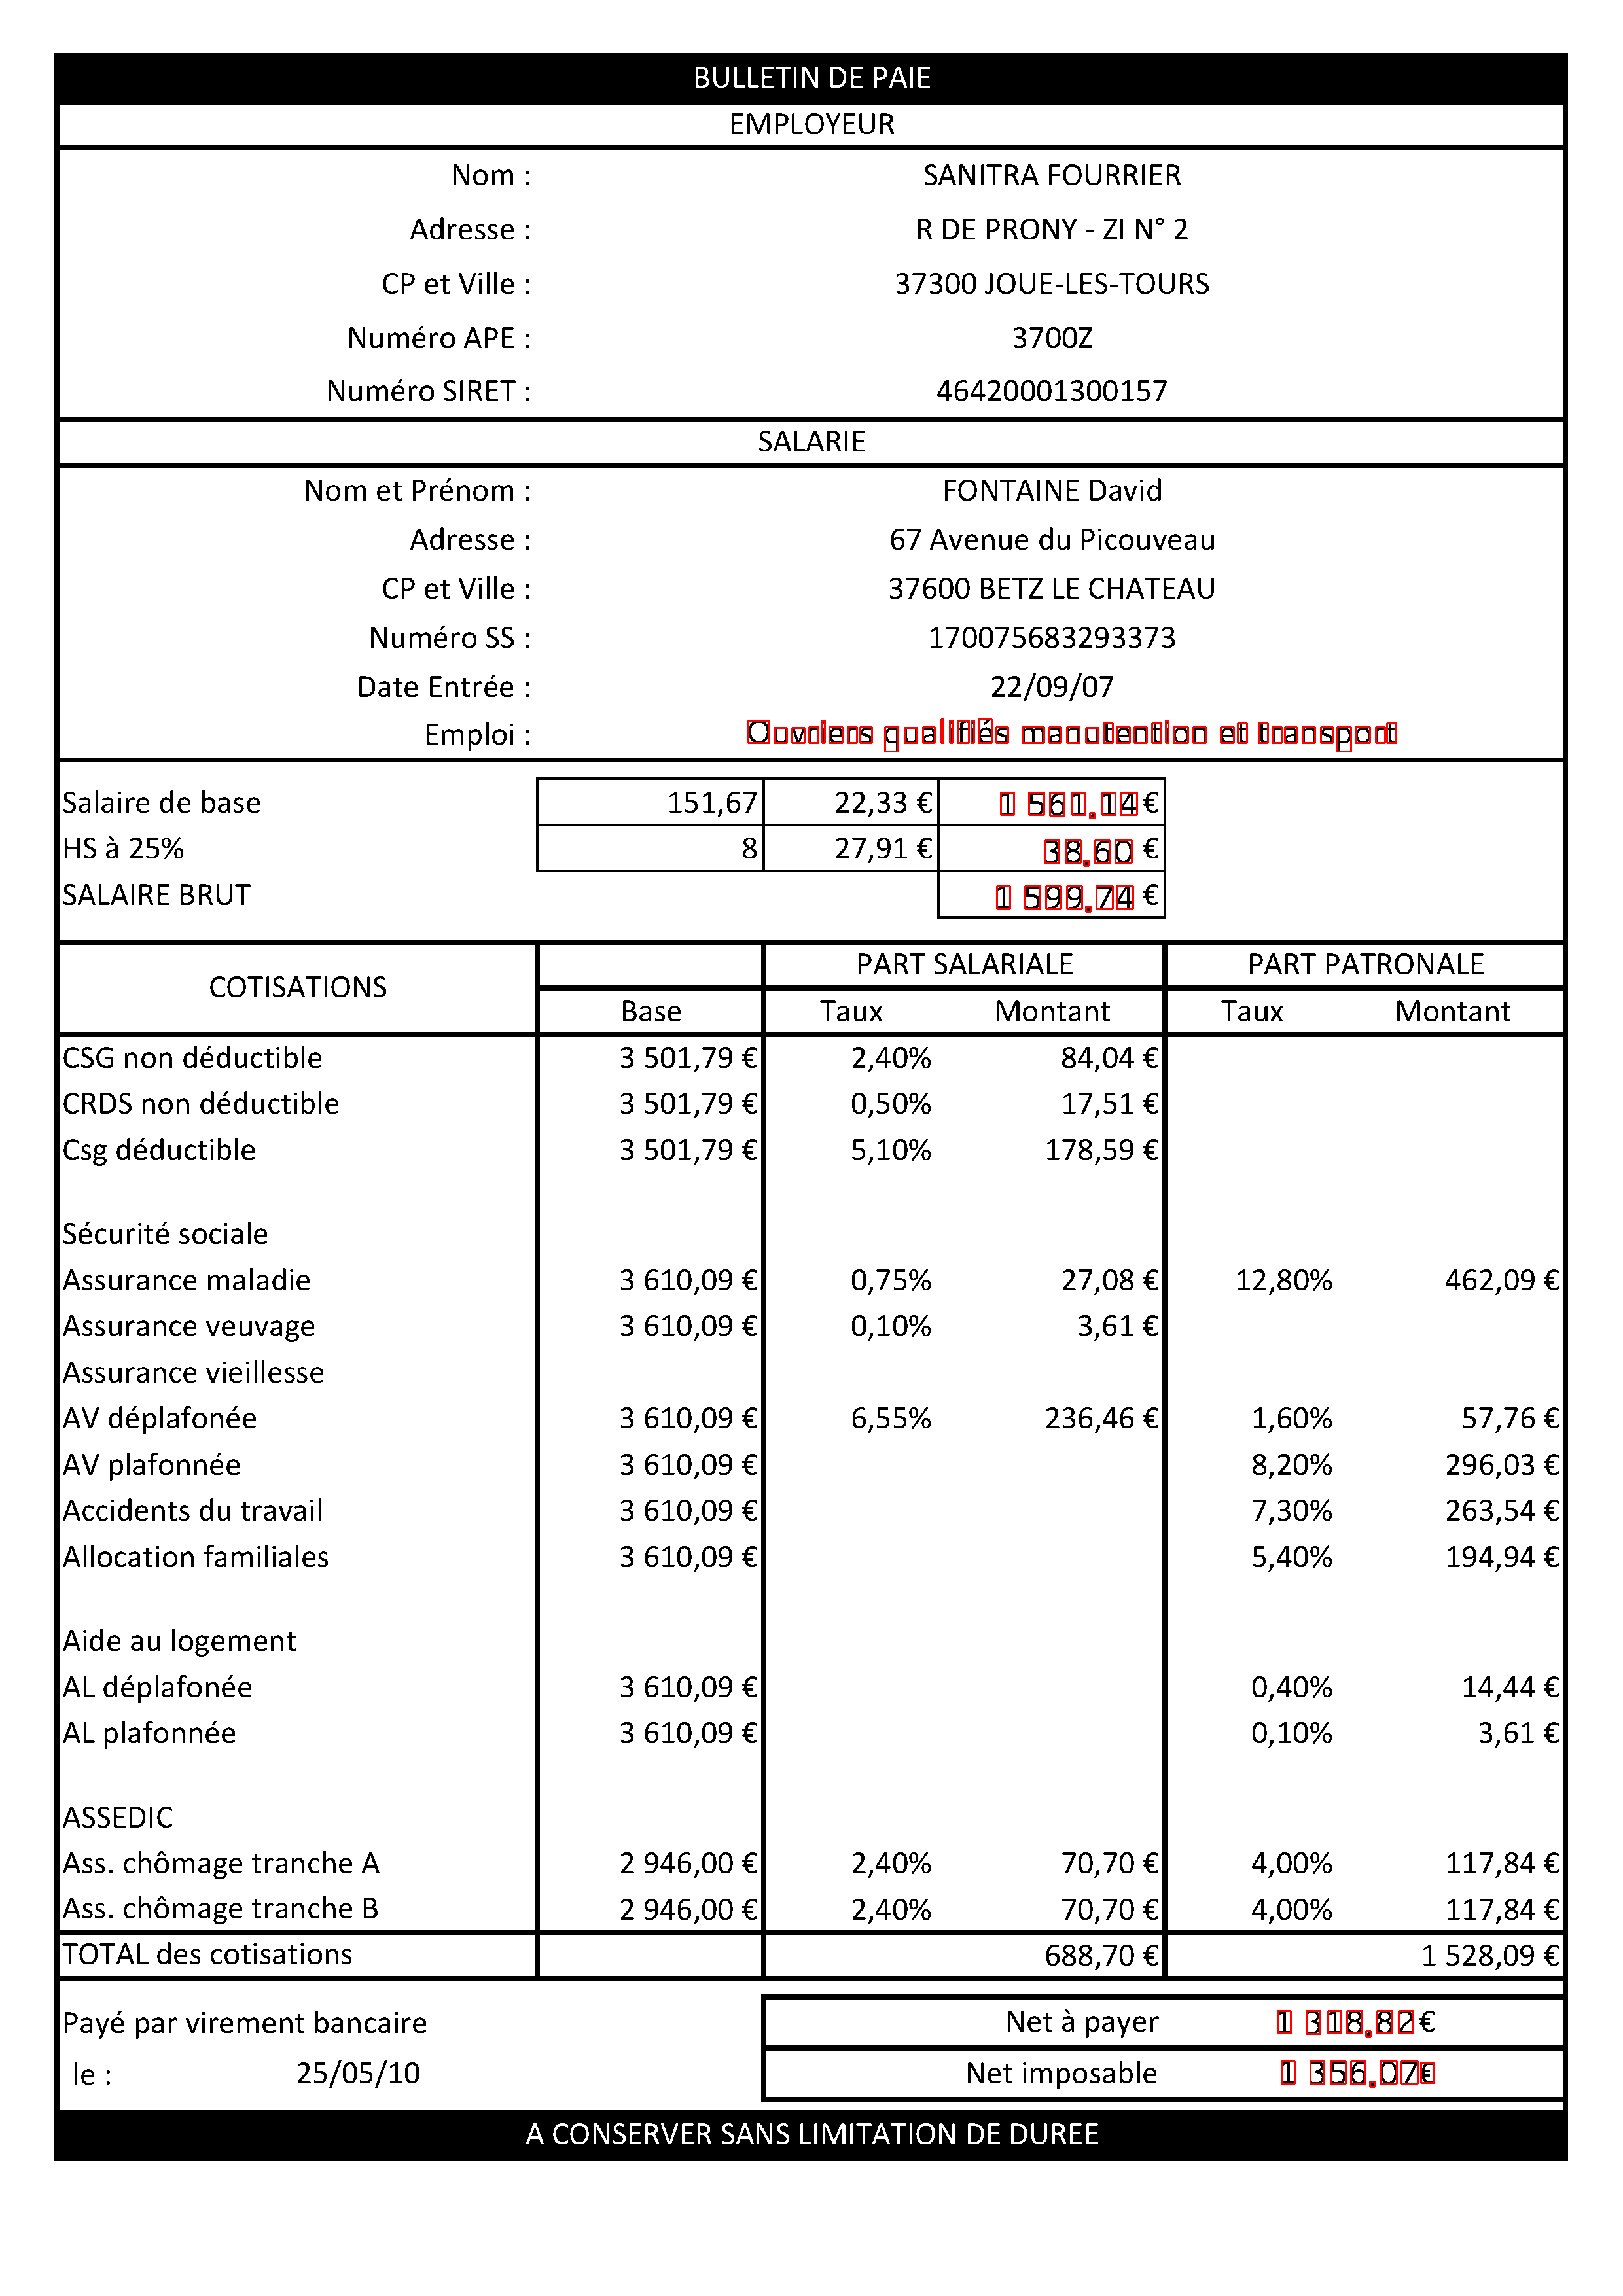 BULLETIN DE PAIE
EMPLOYEUR
Nom : SANITRA FOURRIER
Adresse : R DE PRONY - ZI N° 2
CP et Ville : 37300 JOUE-LES-TOURS
Numéro APE : 3700Z
Numéro SIRET : 46420001300157
SALARIE
Nom et Prénom : FONTAINE David
Adresse : 67 Avenue du Picouveau
CP et Ville : 37600 BETZ LE CHATEAU
Numéro SS : 170075683293373
Date Entrée : 22/09/07
Emploi : Ouvriers qualifiés manutention et transport
Salaire de base 151,67 22,33 € 1 561.14 €
HS à 25% 8 27,91 € 38.60 €
SALAIRE BRUT 1 599.74 €
PART SALARIALE PART PATRONALE
COTISATIONS
Base Taux Montant Taux Montant
CSG non déductible 3 501,79 € 2,40% 84,04 €
CRDS non déductible 3 501,79 € 0,50% 17,51 €
Csg déductible 3 501,79 € 5,10% 178,59 €
Sécurité sociale
Assurance maladie 3 610,09 € 0,75% 27,08 € 12,80% 462,09 €
Assurance veuvage 3 610,09 € 0,10% 3,61 €
Assurance vieillesse
AV déplafonée 3 610,09 € 6,55% 236,46 € 1,60% 57,76 €
AV plafonnée 3 610,09 € 8,20% 296,03 €
Accidents du travail 3 610,09 € 7,30% 263,54 €
Allocation familiales 3 610,09 € 5,40% 194,94 €
Aide au logement
AL déplafonée 3 610,09 € 0,40% 14,44 €
AL plafonnée 3 610,09 € 0,10% 3,61 €
ASSEDIC
Ass. chômage tranche A 2 946,00 € 2,40% 70,70 € 4,00% 117,84 €
Ass. chômage tranche B 2 946,00 € 2,40% 70,70 € 4,00% 117,84 €
TOTAL des cotisations 688,70 € 1 528,09 €
Payé par virement bancaire Net à payer 1 318.82 €
le : 25/05/10 Net imposable 1 356.07€
A CONSERVER SANS LIMITATION DE DUREE